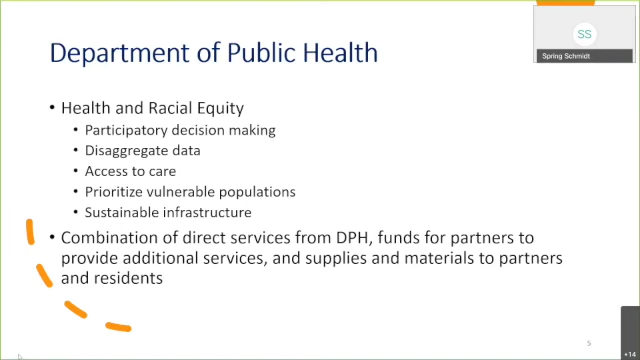 Department of Public Health
SS
Spring Schmidt
• Health and Racial Equity
• Participatory decision making
• Disaggregate data
• Access to care
• Prioritize vulnerable populations
• Sustainable infrastructure
• Combination of direct services from DPH, funds for partners to
provide additional services, and supplies and materials to partners
and residents
5
+14